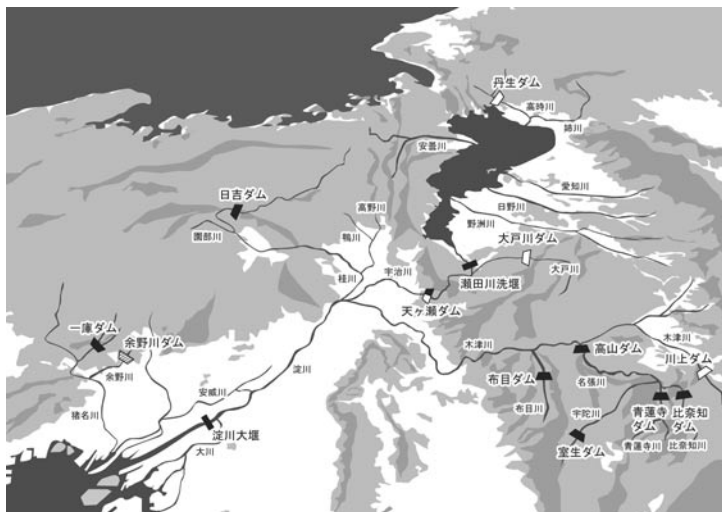 丹生ダム
高時川
姉川
安曇川
愛知川
日吉ダム
高野川
日野川
鴨川
野洲川
大戸川ダム
園部川
宇治川
大戸川
桂川
瀬田川洗堰
天ヶ瀬ダム
一庫ダム
余野川ダム
淀川
木津川
木津川
高山ダム
川上ダム
余野川
布目ダム
名張川
安威川
猪名川
布目川
宇陀川
青蓮寺
ダム
比奈知
ダム
淀川大堰
大川
室生ダム
青蓮寺川
比奈知川